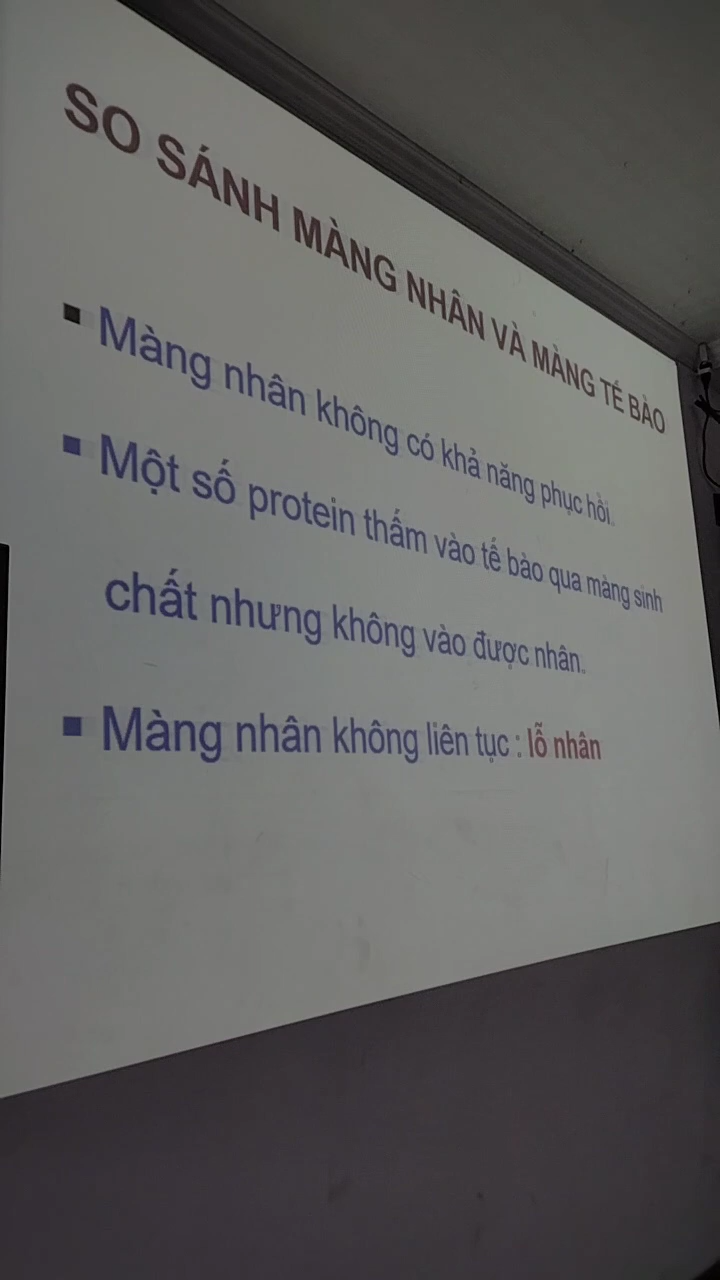 SO SÁNH MÀNG NHÂN VÀ MÀNG TẾ BÀO
▪ Màng nhân không có khả năng phục hồi.
▪ Một số protein thấm vào tế bào qua màng sinh
chất nhưng không vào được nhân.
▪ Màng nhân không liên tục : lỗ nhân